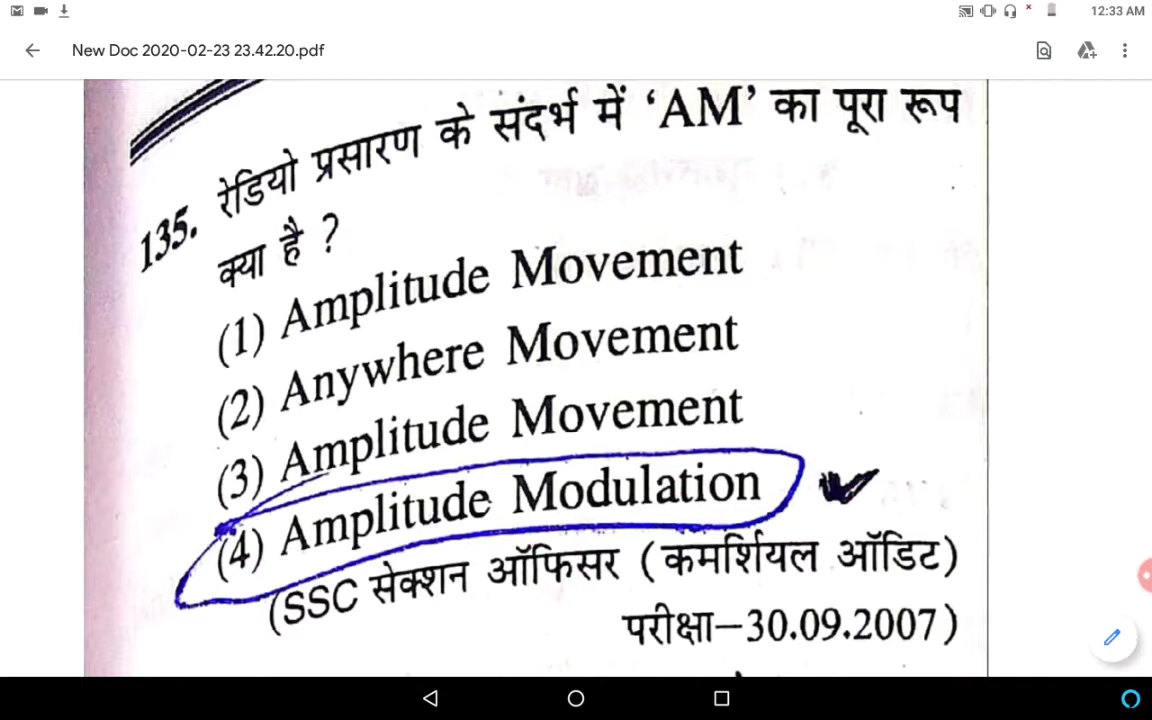 12:33 AM
New Doc 2020-02-23 23.42.20.pdf
135. रेडियो प्रसारण के संदर्भ में ‘AM’ का पूरा रूप
क्या है ?
(1) Amplitude Movement
(2) Anywhere Movement
(3) Amplitude Movement
(4) Amplitude Modulation
(SSC सेक्शन ऑफिसर (कमर्शियल ऑडिट)
परीक्षा–30.09.2007)